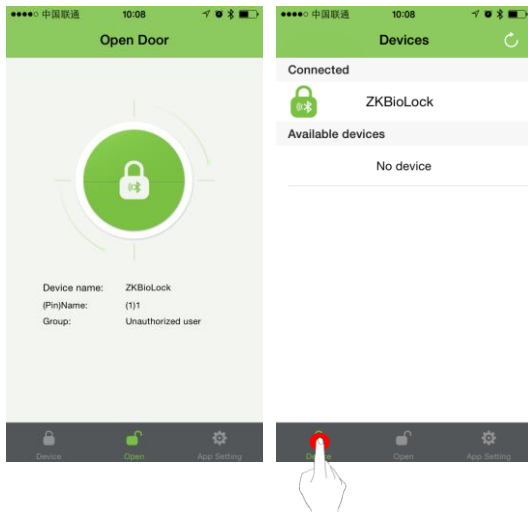 中国联通 10:08
Open Door
Device name: ZKBioLock
(Pin)Name: (1)1
Group: Unauthorized user
Device Open App Setting
中国联通 10:08
Devices
Connected
ZKBioLock
Available devices
No device
Device Open App Setting